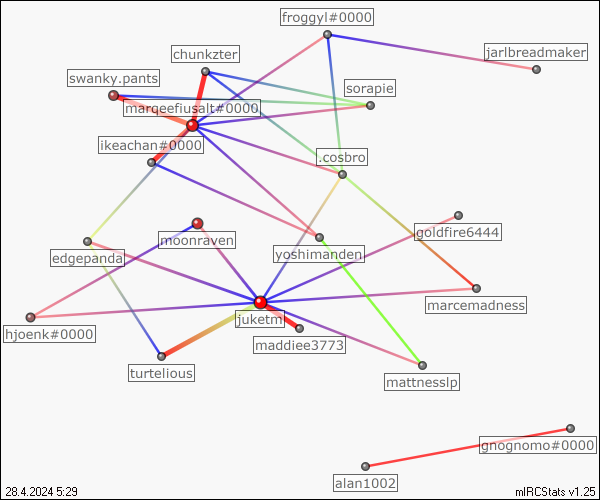 froggyl#0000
chunkzter
jarlbreadmaker
swanky.pants
sorapie
marqeefiusalt#0000
ikeachan#0000
.cosbro
goldfire6444
moonraven
yoshimanden
edgepanda
marcemadness
juketm
hjoenk#0000
maddiee3773
turtelious
mattnesslp
gnognomo#0000
alan1002
28.4.2024 5:29
mIRCStats v1.25